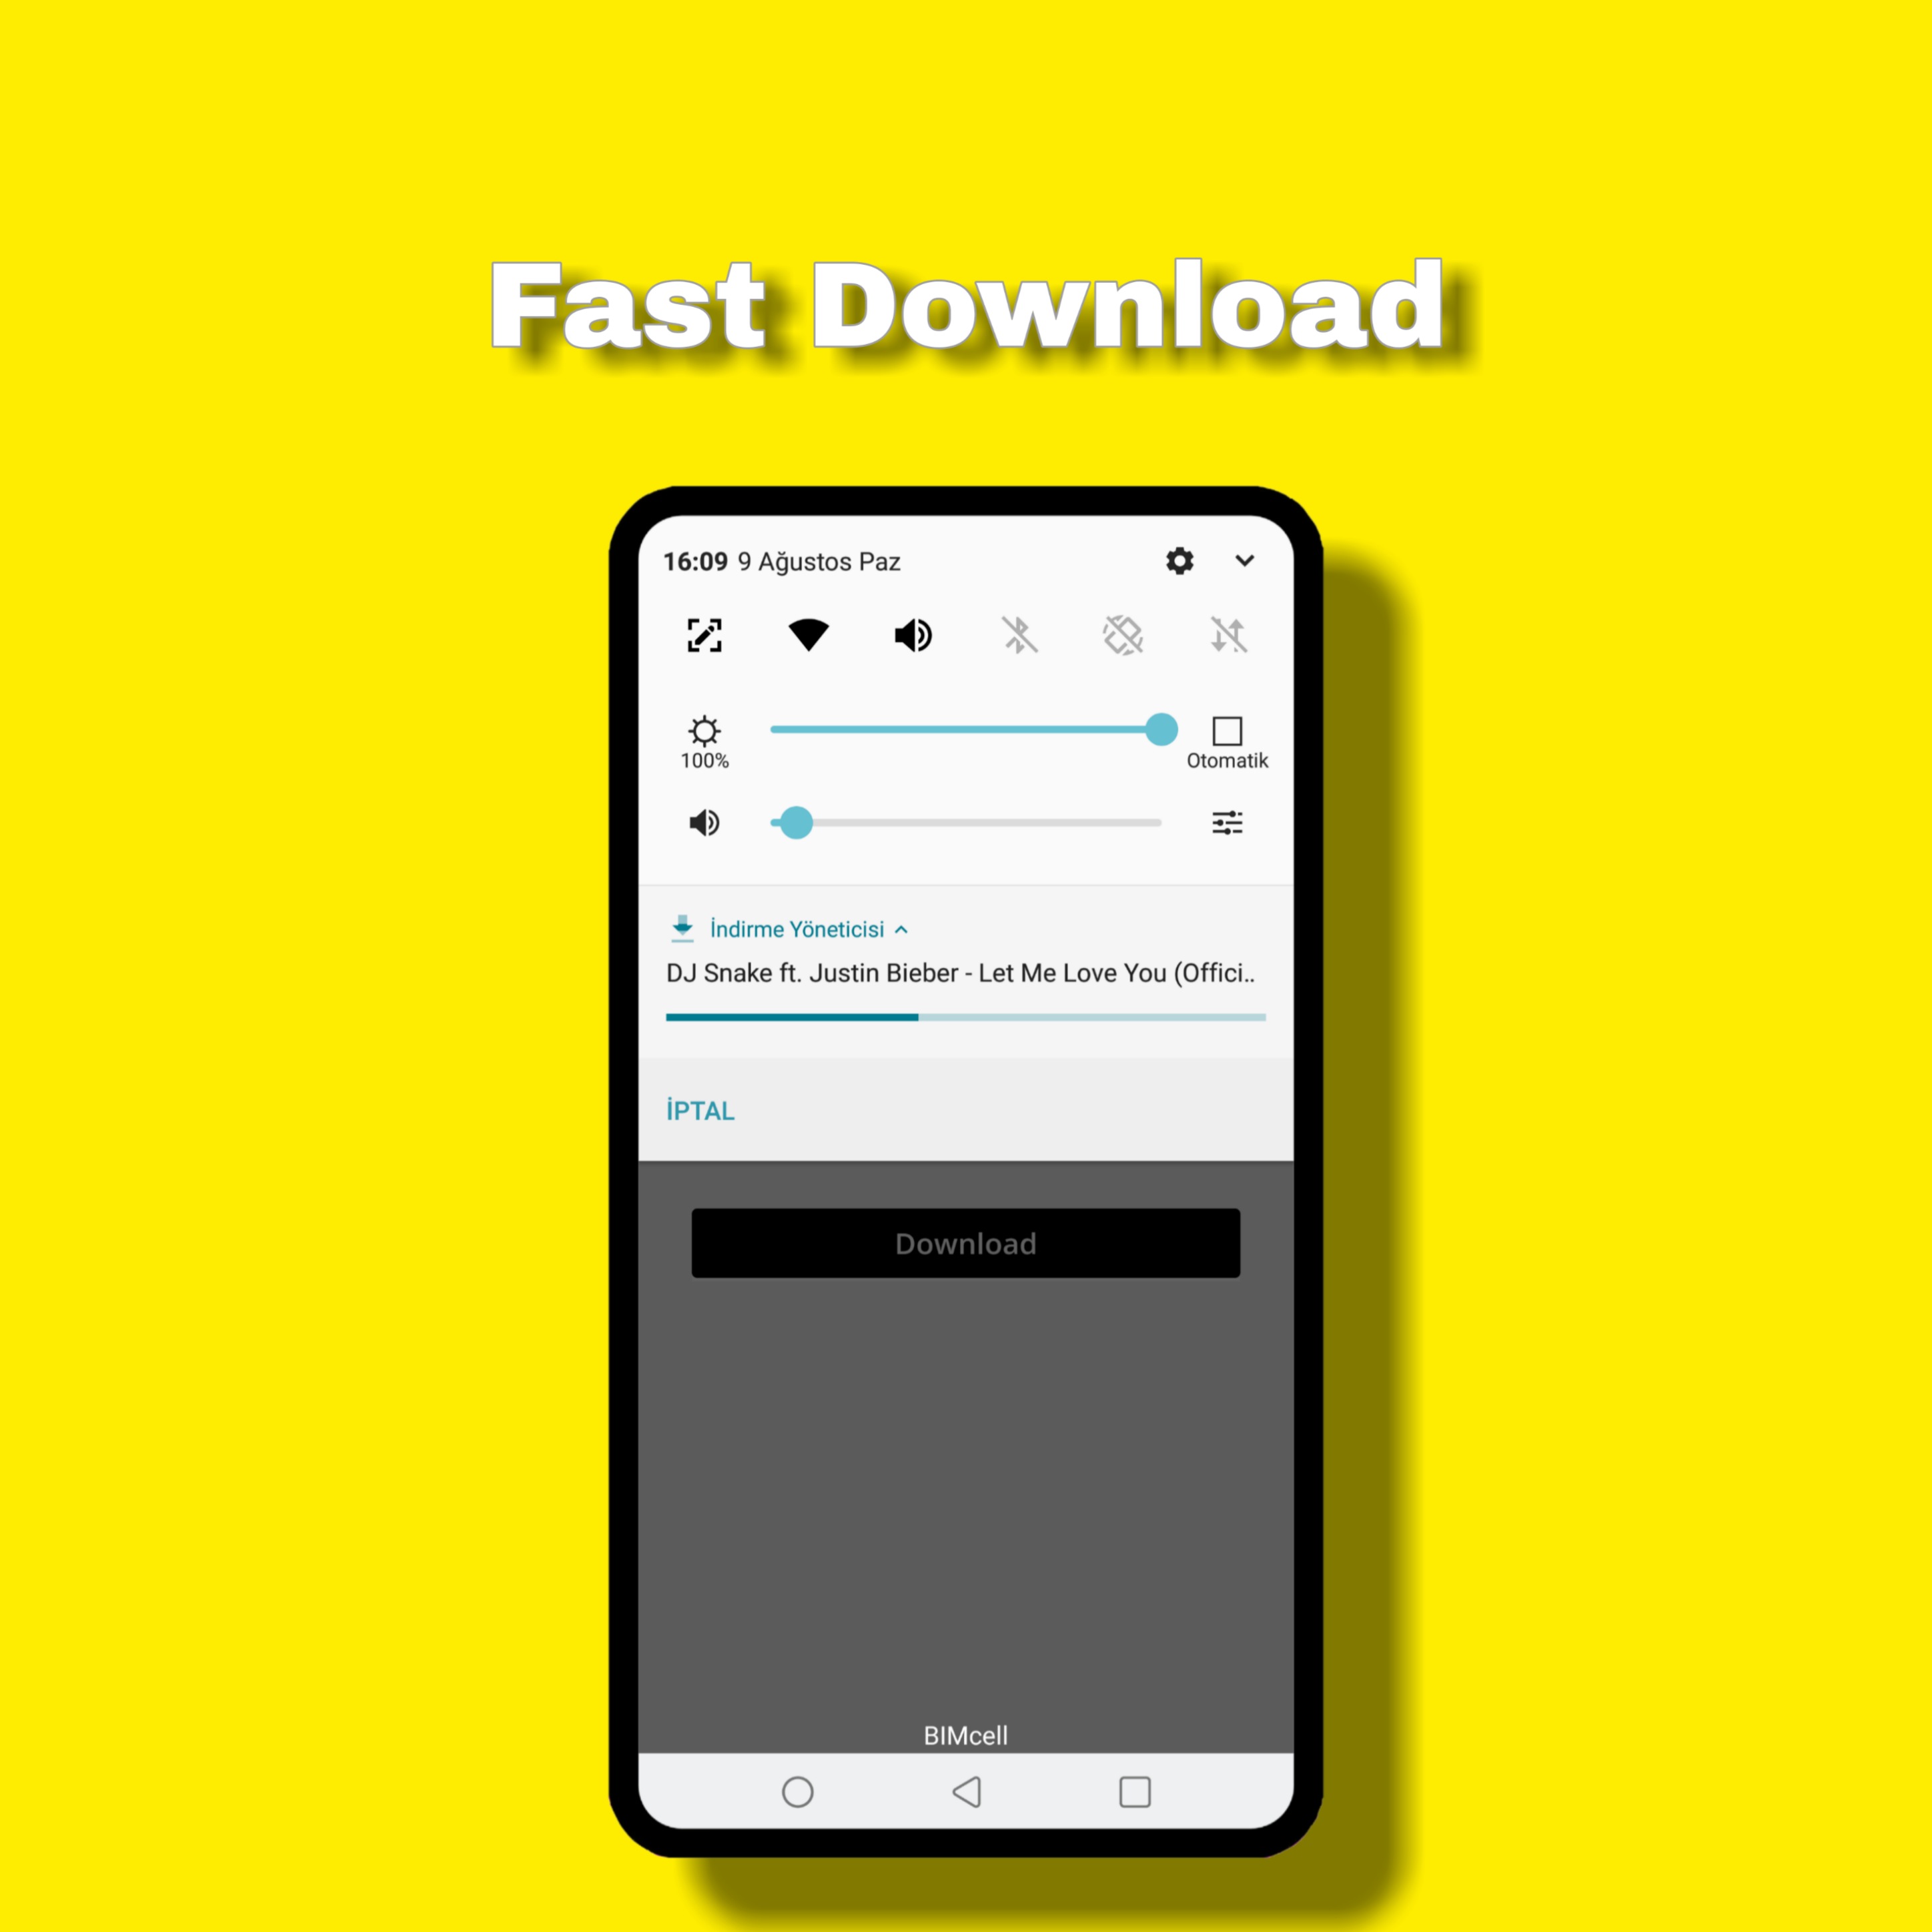 Fast Download
16:09 9 Ağustos Paz
100%
Otomatik
İndirme Yöneticisi
DJ Snake ft. Justin Bieber - Let Me Love You (Offici..
İPTAL
Download
BIMcell